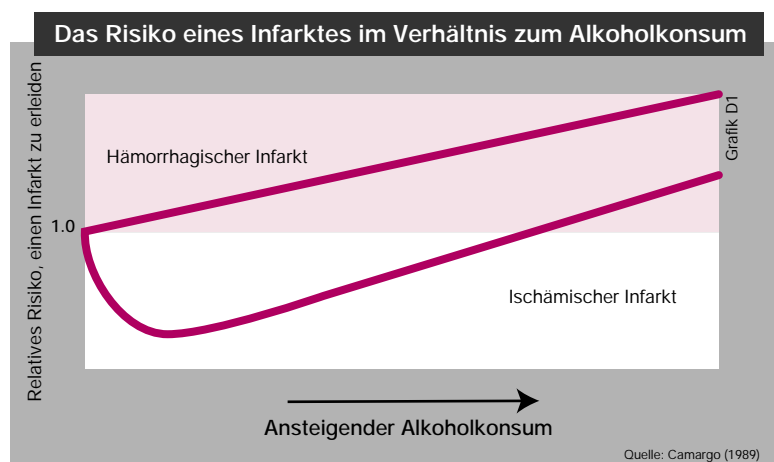 Das Risiko eines Infarktes im Verhältnis zum Alkoholkonsum
Relatives Risiko, einen Infarkt zu erleiden
Grafik D1
Hämorrhagischer Infarkt
1.0
Ischämischer Infarkt
Ansteigender Alkoholkonsum
Quelle: Camargo (1989)